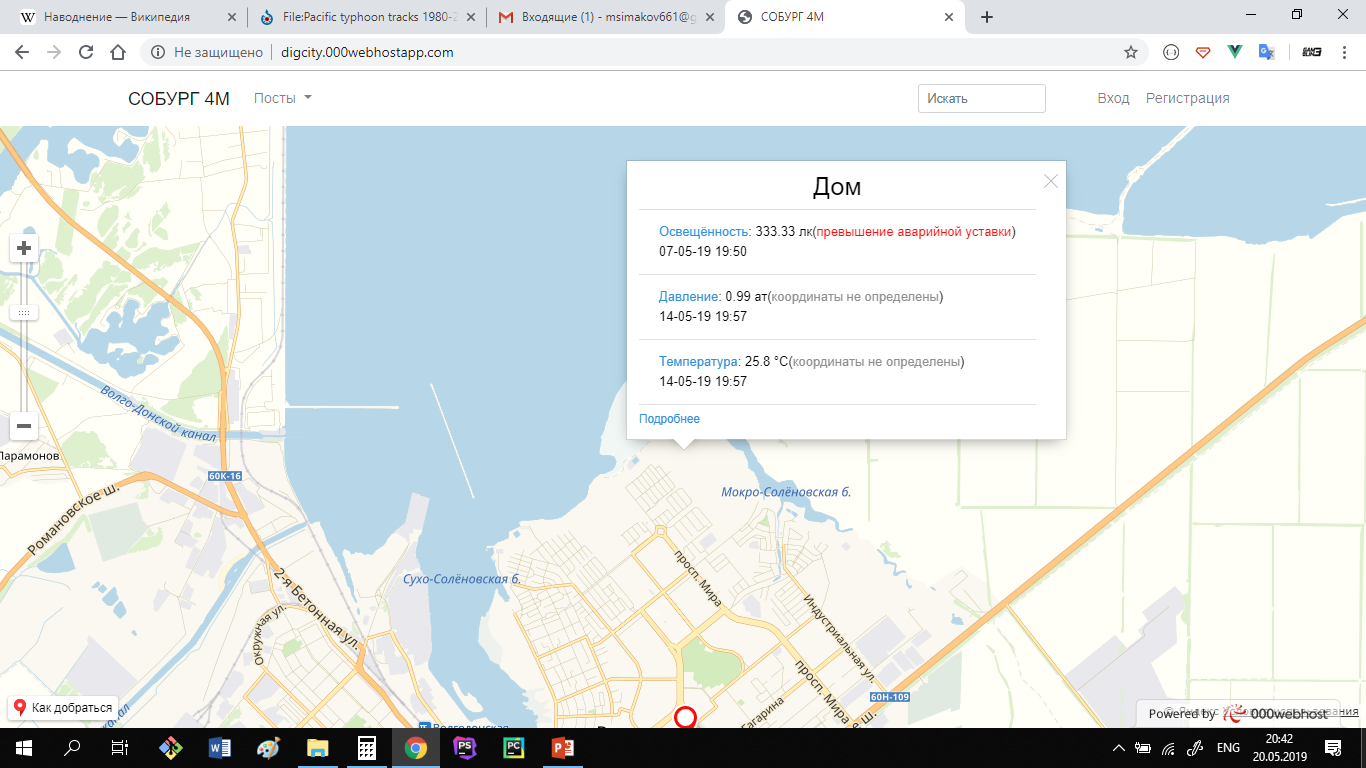 Наводнение — Википедия
File:Pacific typhoon tracks 1980-2
Входящие (1) - msimakov661@g
СОБУРГ 4М
Не защищено
digcity.000webhostapp.com
СОБУРГ 4М
Посты
Искать
Вход
Регистрация
Дом
Освещённость: 333.33 лк(превышение аварийной уставки)
07-05-19 19:50
Давление: 0.99 ат(координаты не определены)
14-05-19 19:57
Температура: 25.8 °C(координаты не определены)
14-05-19 19:57
Подробнее
Волго-Донской канал
Парамонов
60К-16
Романовское ш.
Мокро-Солёновская б.
Сухо-Солёновская б.
2-я Бетонная ул.
Окружная ул.
просп. Мира
Индустриальная ул.
просп. Мира
60Н-109
е ш.
Гагарина
Как добраться
канал
Волгодонская
Powered by 000webhost
PS
PC
ENG
20:42
20.05.2019